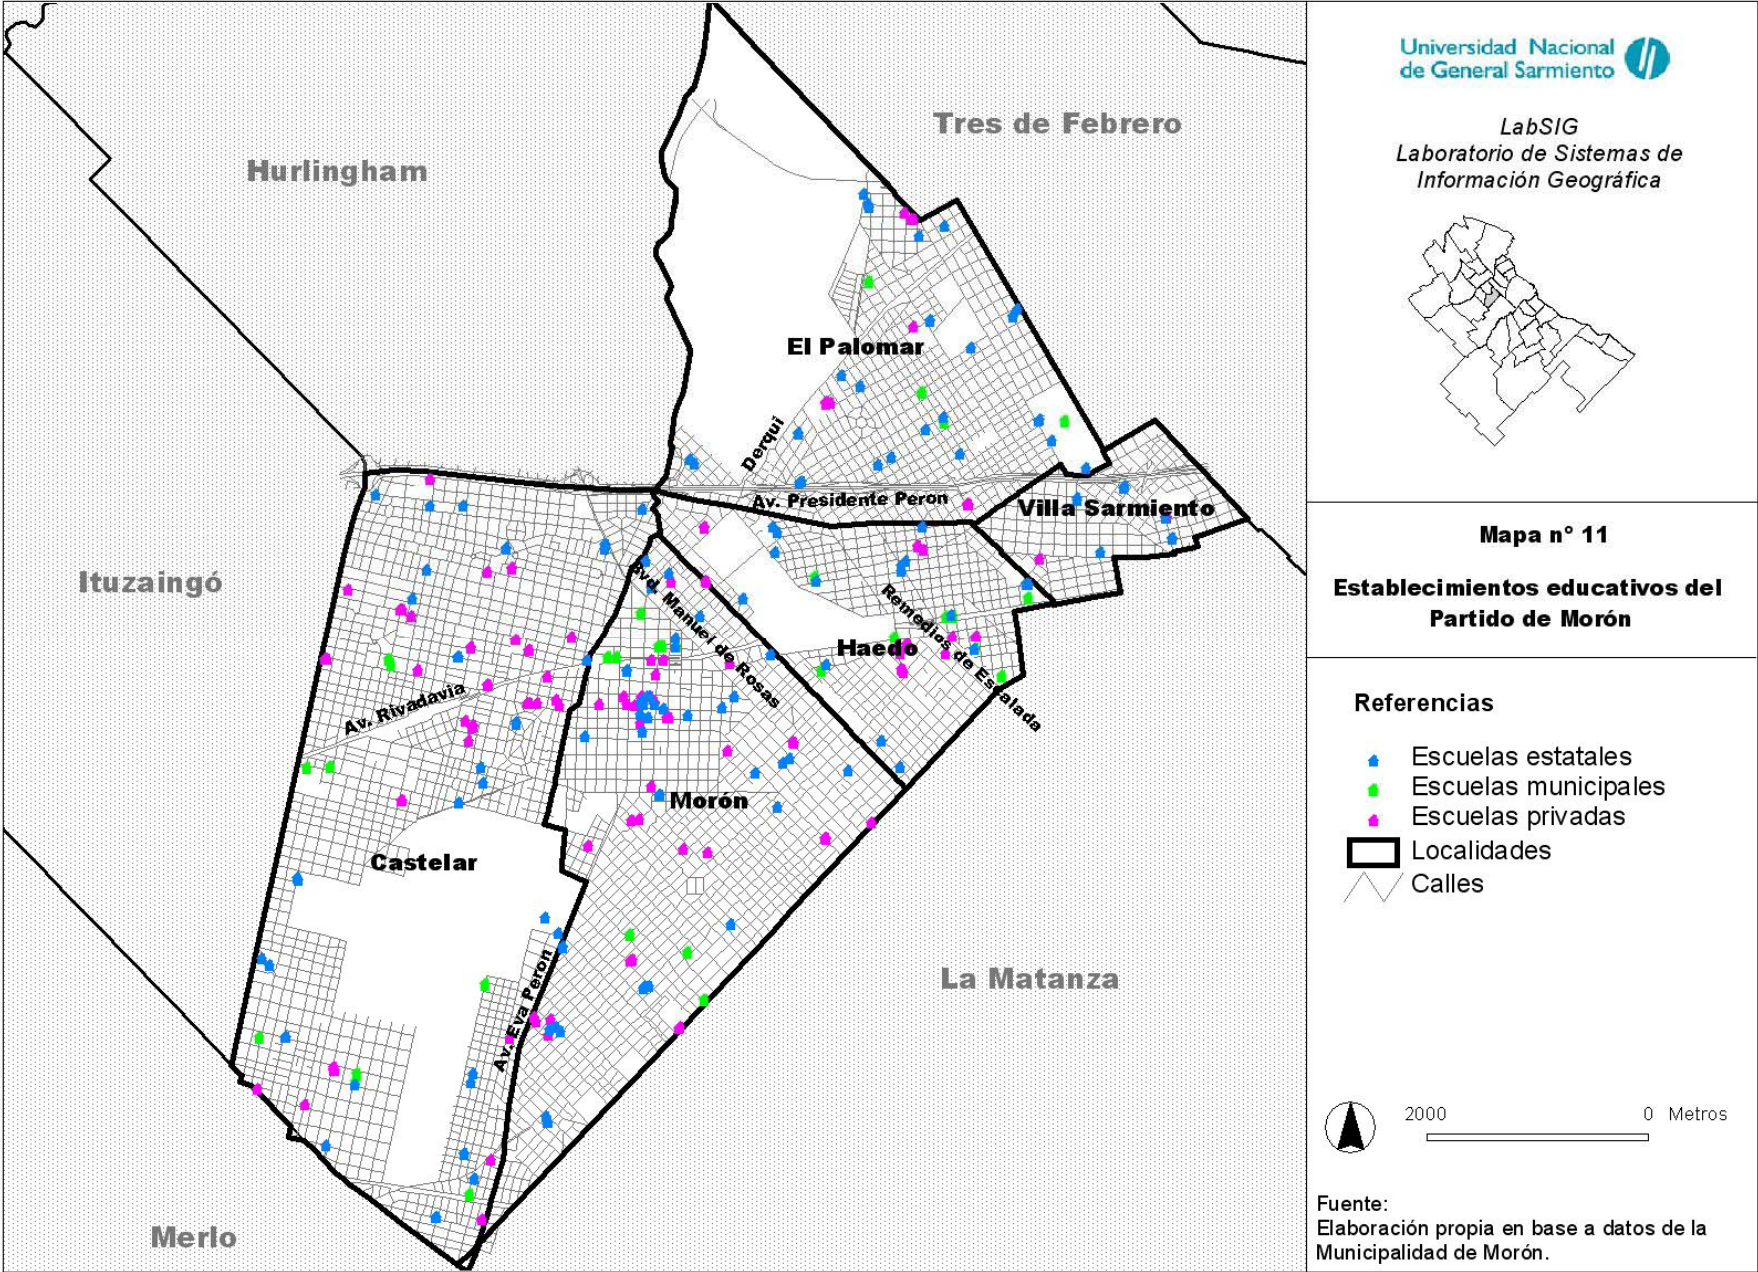 Hurlingham
Tres de Febrero
El Palomar
Derqui
Av. Presidente Peron
Villa Sarmiento
Ituzaingó
Bvd. Manuel de Rosas
Remedios de Escalada
Haedo
Av. Rivadavia
Morón
Castelar
Av. Eva Peron
La Matanza
Merlo
Universidad Nacional
de General Sarmiento
LabSIG
Laboratorio de Sistemas de
Información Geográfica
Mapa n° 11
Establecimientos educativos del
Partido de Morón
Referencias
Escuelas estatales
Escuelas municipales
Escuelas privadas
Localidades
Calles
2000 0 Metros
Fuente:
Elaboración propia en base a datos de la
Municipalidad de Morón.